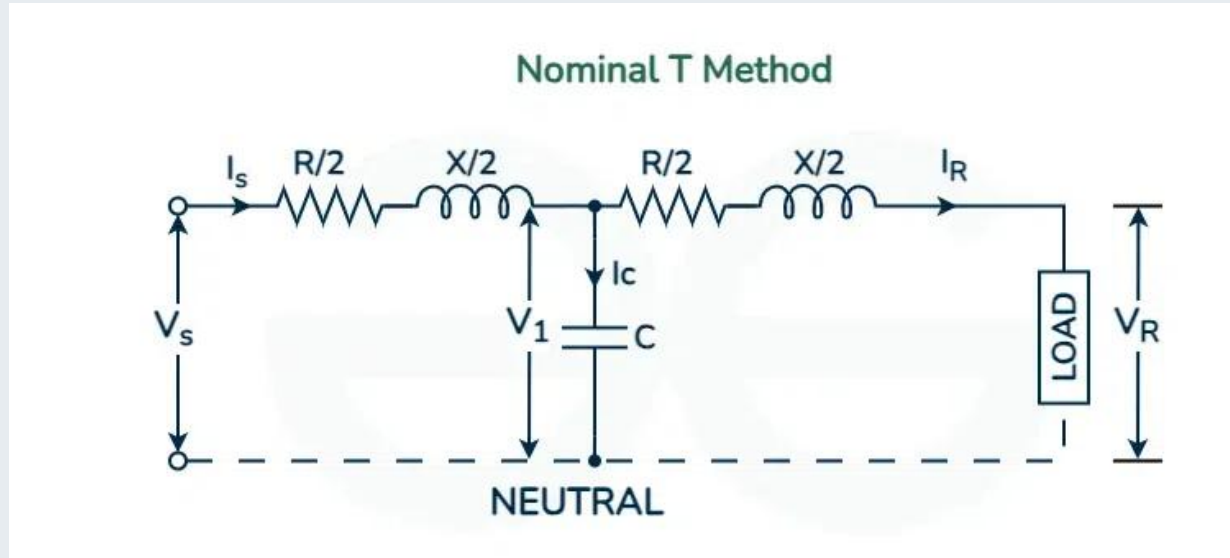 Nominal T Method
Is R/2 X/2 R/2 X/2 IR
Ic
Vs V1 C LOAD VR
NEUTRAL